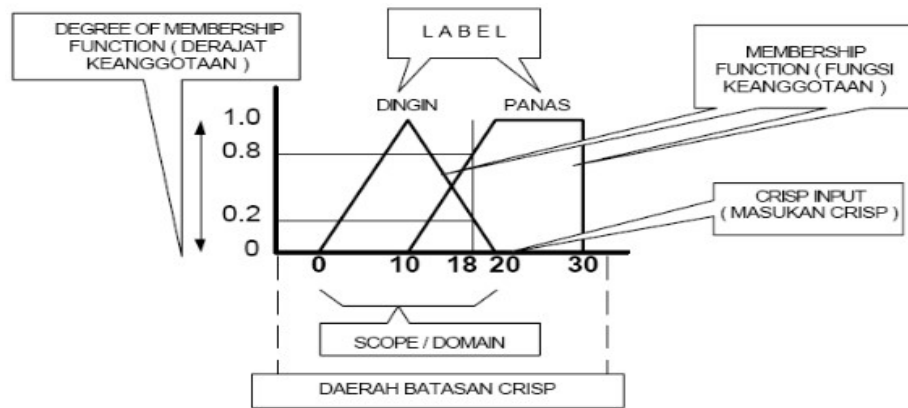 DEGREE OF MEMBERSHIP
FUNCTION ( DERAJAT
KEANGGOTAAN )
L A B E L
MEMBERSHIP
FUNCTION ( FUNGSI
KEANGGOTAAN )
DINGIN
PANAS
1.0
0.8
0.2
0
0
10
18
20
30
CRISP INPUT
( MASUKAN CRISP )
SCOPE / DOMAIN
DAERAH BATASAN CRISP